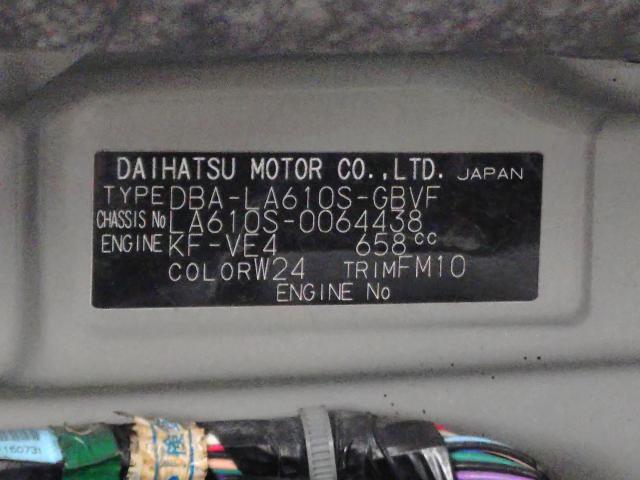 DAIHATSU MOTOR CO.,LTD. JAPAN
TYPE DBA-LA610S-GBVF
CHASSIS No LA610S-0064438
ENGINE KF-VE4 658cc
COLOR W24 TRIM FM10
ENGINE No
160731